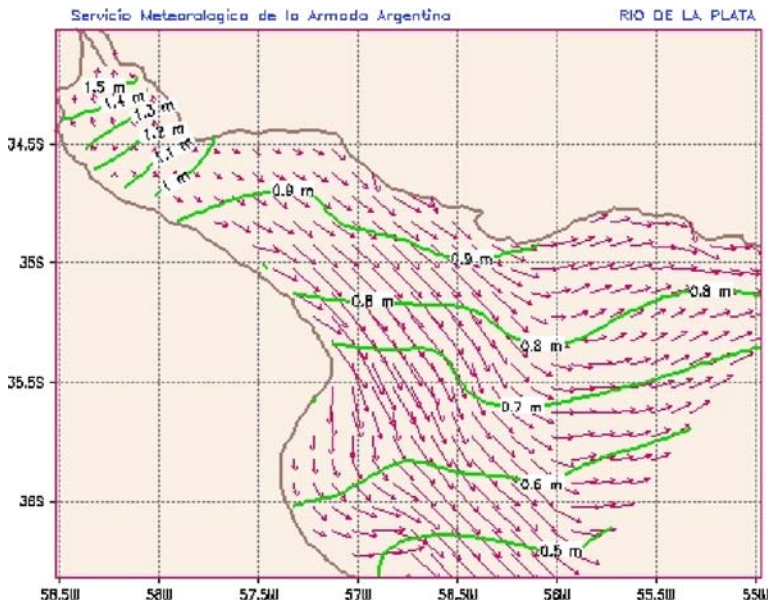 Servicio Meteorologico de la Armada Argentina
RIO DE LA PLATA
1.5 m
1.4 m
1.3 m
1.2 m
1.1 m
1 m
34.5S
0.9 m
0.9 m
35S
0.8 m
0.8 m
0.8 m
35.5S
0.7 m
0.6 m
36S
0.5 m
58.5W 58W 57.5W 57W 56.5W 56W 55.5W 55W